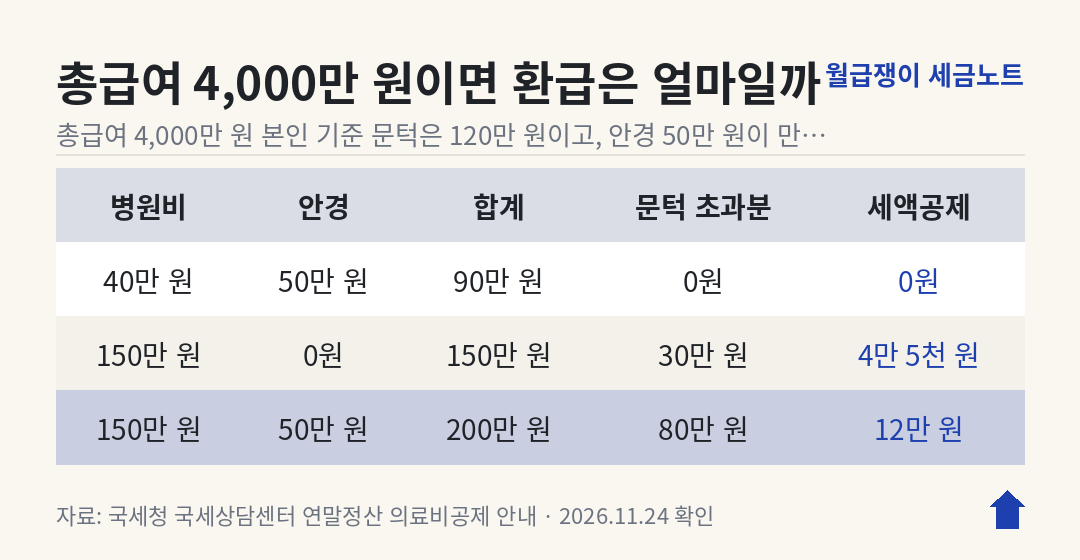 총급여 4,000만 원이면 환급은 얼마일까 월급쟁이 세금노트
총급여 4,000만 원 본인 기준 문턱은 120만 원이고, 안경 50만 원이 만…
병원비 안경 합계 문턱 초과분 세액공제
40만 원 50만 원 90만 원 0원 0원
150만 원 0원 150만 원 30만 원 4만 5천 원
150만 원 50만 원 200만 원 80만 원 12만 원
자료: 국세청 국세상담센터 연말정산 의료비공제 안내 · 2026.11.24 확인